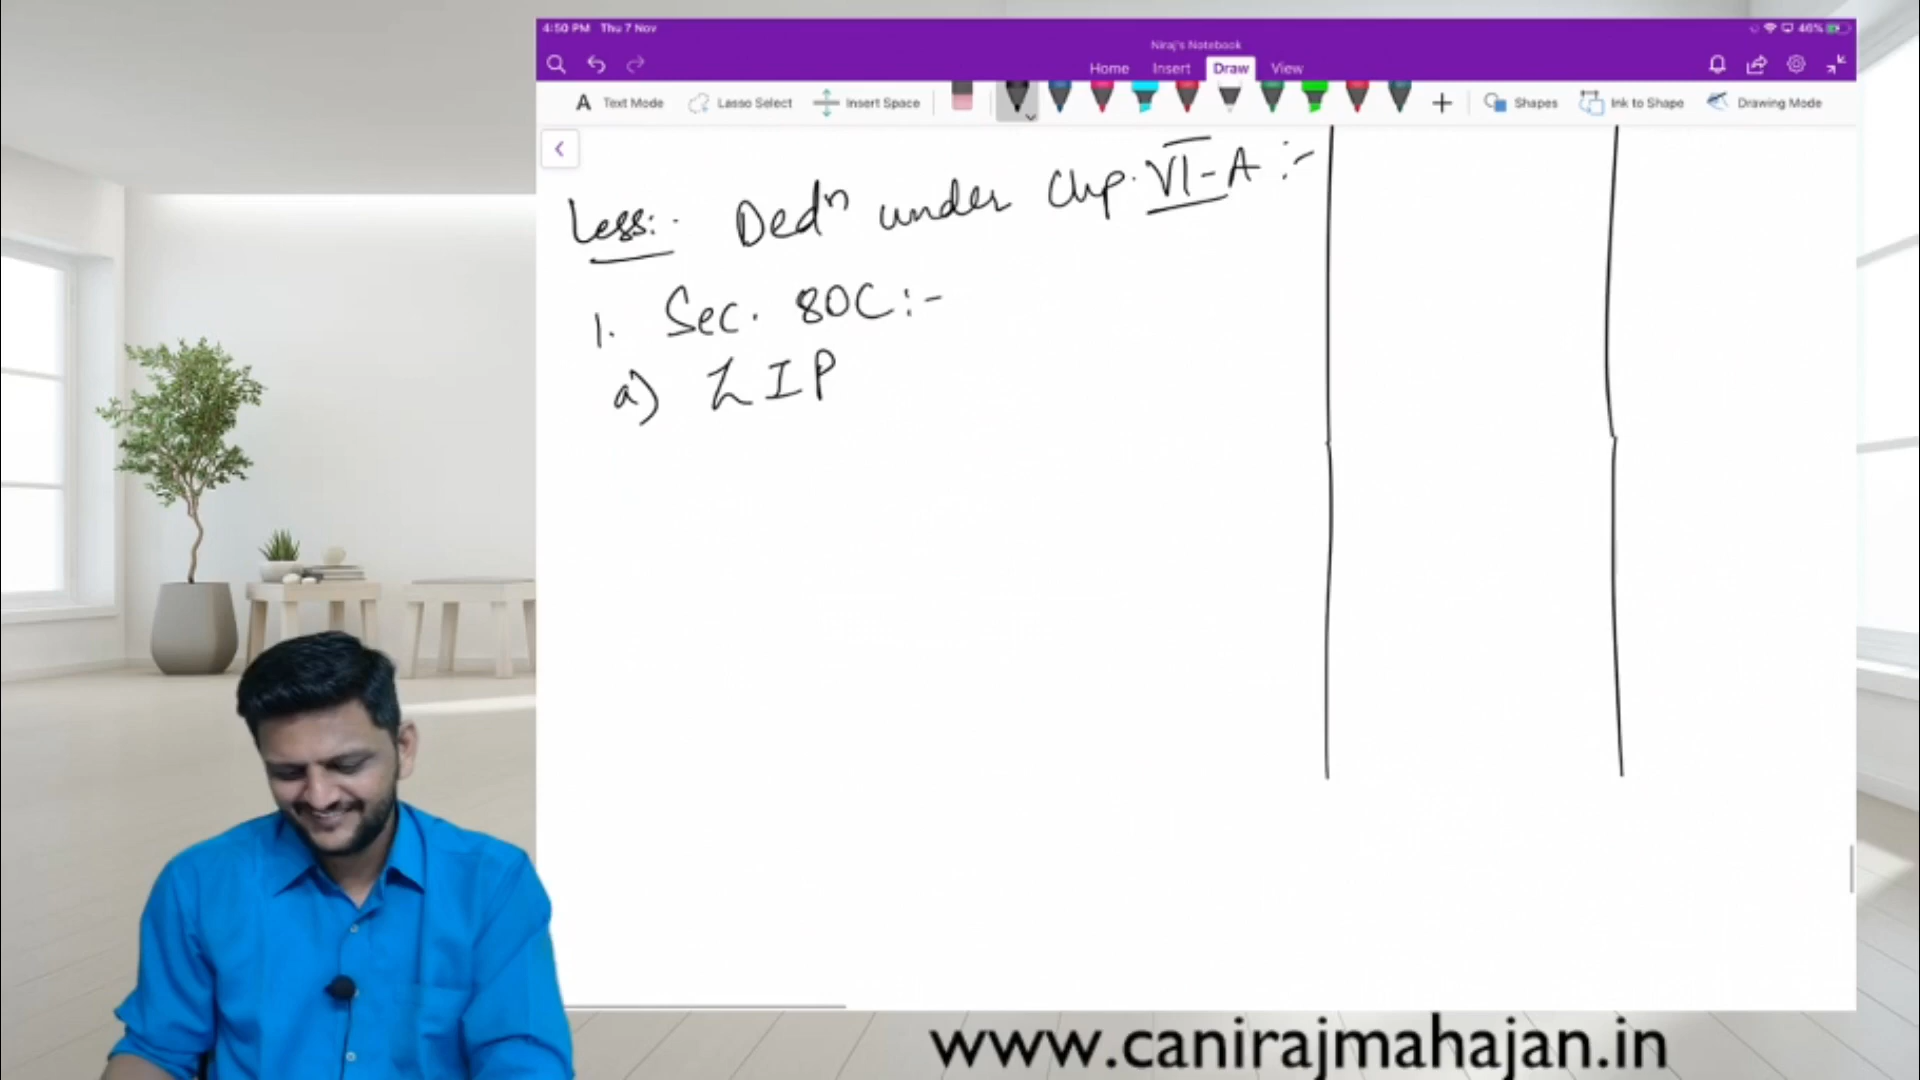 4:50 PM Thu 7 Nov
46%
Niraj's Notebook
Home Insert Draw View
A Text Mode Lasso Select Insert Space Shapes Ink to Shape Drawing Mode
Less:- Dedⁿ under Chp. VI-A :-
1. Sec. 80C:-
a) LIP
www.canirajmahajan.in